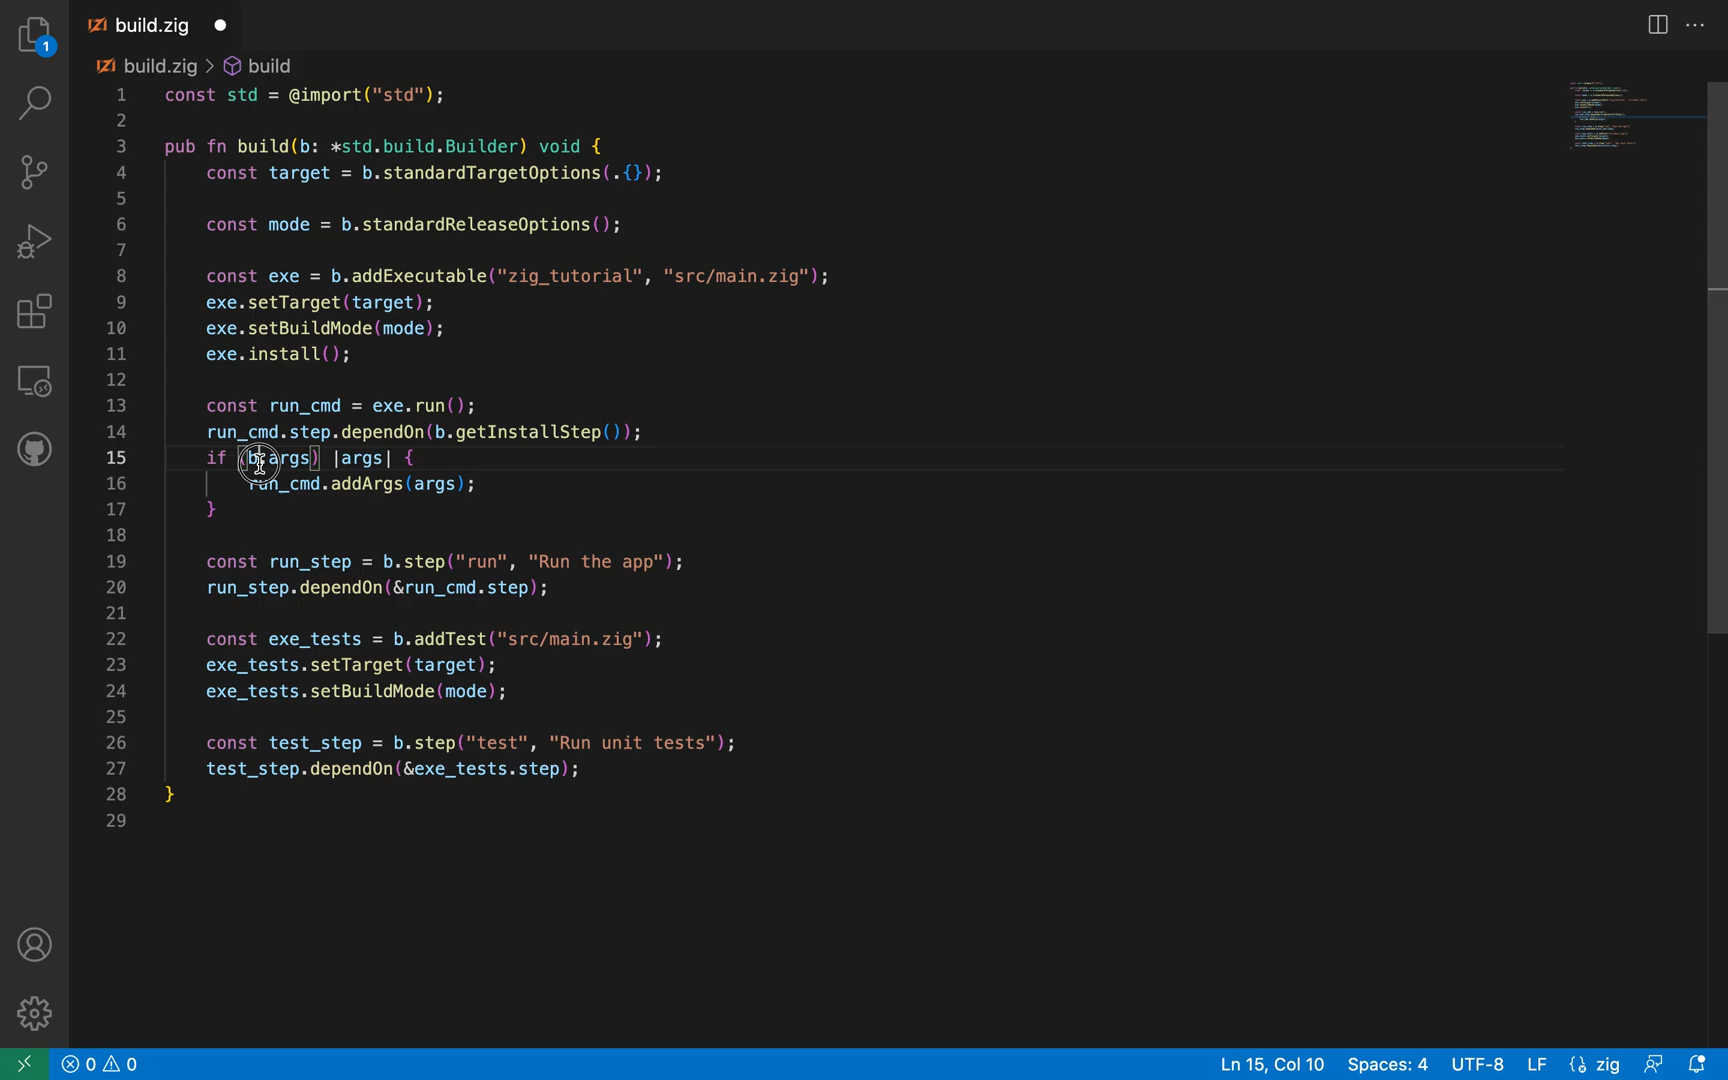 build.zig
build.zig > build
1 const std = @import("std");
2
3 pub fn build(b: *std.build.Builder) void {
4     const target = b.standardTargetOptions(.{});
5
6     const mode = b.standardReleaseOptions();
7
8     const exe = b.addExecutable("zig_tutorial", "src/main.zig");
9     exe.setTarget(target);
10     exe.setBuildMode(mode);
11     exe.install();
12
13     const run_cmd = exe.run();
14     run_cmd.step.dependOn(b.getInstallStep());
15     if (b.args) |args| {
16         run_cmd.addArgs(args);
17     }
18
19     const run_step = b.step("run", "Run the app");
20     run_step.dependOn(&run_cmd.step);
21
22     const exe_tests = b.addTest("src/main.zig");
23     exe_tests.setTarget(target);
24     exe_tests.setBuildMode(mode);
25
26     const test_step = b.step("test", "Run unit tests");
27     test_step.dependOn(&exe_tests.step);
28 }
29
1
0 0 Ln 15, Col 10 Spaces: 4 UTF-8 LF zig